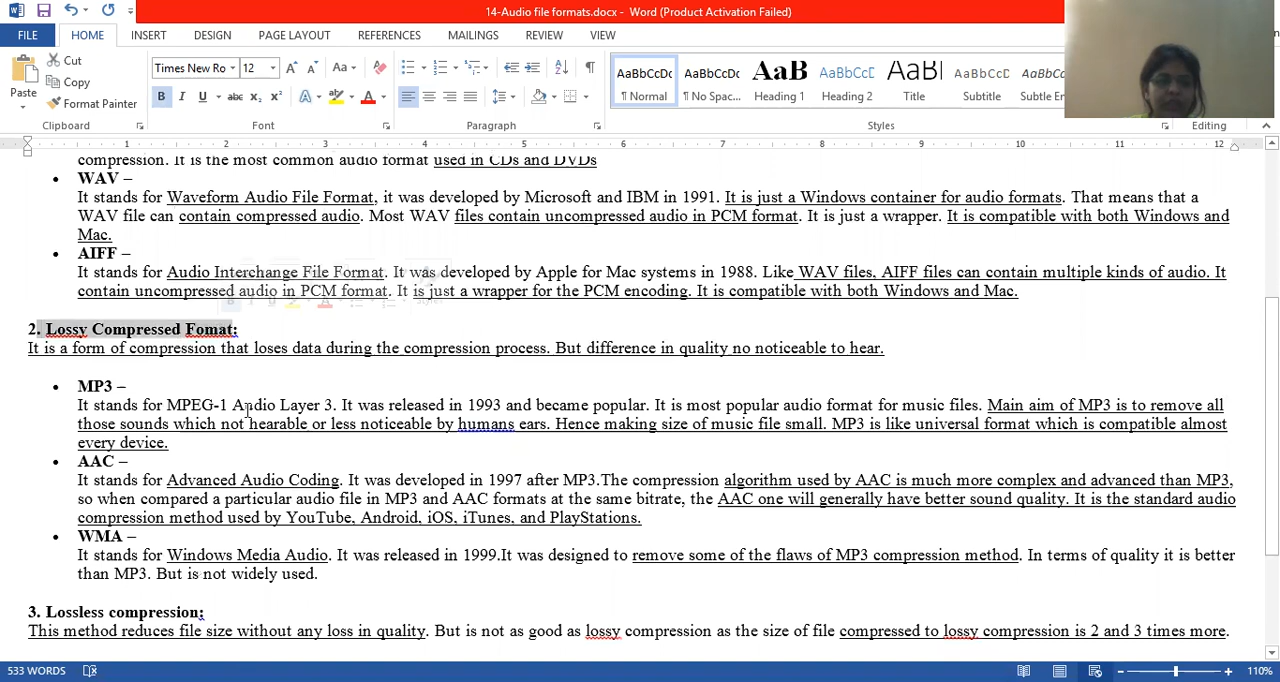 14-Audio file formats.docx - Word (Product Activation Failed)
FILE HOME INSERT DESIGN PAGE LAYOUT REFERENCES MAILINGS REVIEW VIEW
Paste Cut Copy Format Painter
Times New Ro 12
AaBbCcDc AaBbCcDc AaB AaBbCcD AaBl AaBbCcD AaBbCcD
¶ Normal ¶ No Spac... Heading 1 Heading 2 Title Subtitle Subtle En
Clipboard Font Paragraph Styles Editing
1 2 3 4 5 6 7 8 9 10 11 12
compression. It is the most common audio format used in CDs and DVDs
• WAV –
It stands for Waveform Audio File Format, it was developed by Microsoft and IBM in 1991. It is just a Windows container for audio formats. That means that a
WAV file can contain compressed audio. Most WAV files contain uncompressed audio in PCM format. It is just a wrapper. It is compatible with both Windows and
Mac.
• AIFF –
It stands for Audio Interchange File Format. It was developed by Apple for Mac systems in 1988. Like WAV files, AIFF files can contain multiple kinds of audio. It
contain uncompressed audio in PCM format. It is just a wrapper for the PCM encoding. It is compatible with both Windows and Mac.
2. Lossy Compressed Fomat:
It is a form of compression that loses data during the compression process. But difference in quality no noticeable to hear.
• MP3 –
It stands for MPEG-1 Audio Layer 3. It was released in 1993 and became popular. It is most popular audio format for music files. Main aim of MP3 is to remove all
those sounds which not hearable or less noticeable by humans ears. Hence making size of music file small. MP3 is like universal format which is compatible almost
every device.
• AAC –
It stands for Advanced Audio Coding. It was developed in 1997 after MP3.The compression algorithm used by AAC is much more complex and advanced than MP3,
so when compared a particular audio file in MP3 and AAC formats at the same bitrate, the AAC one will generally have better sound quality. It is the standard audio
compression method used by YouTube, Android, iOS, iTunes, and PlayStations.
• WMA –
It stands for Windows Media Audio. It was released in 1999.It was designed to remove some of the flaws of MP3 compression method. In terms of quality it is better
than MP3. But is not widely used.
3. Lossless compression:
This method reduces file size without any loss in quality. But is not as good as lossy compression as the size of file compressed to lossy compression is 2 and 3 times more.
533 WORDS 110%